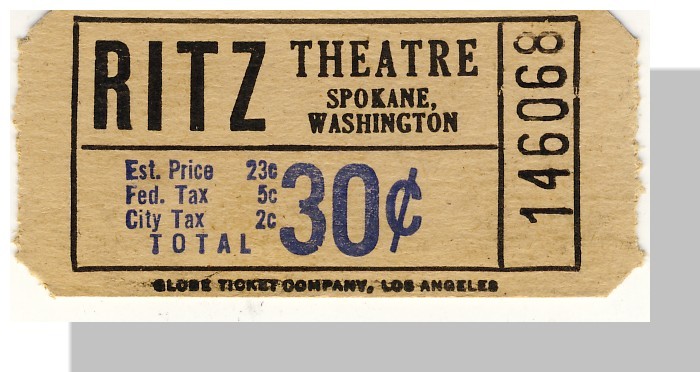 RITZ THEATRE
SPOKANE,
WASHINGTON
146068
Est. Price 23c
Fed. Tax 5c
City Tax 2c
TOTAL 30¢
GLOBE TICKET COMPANY, LOS ANGELES